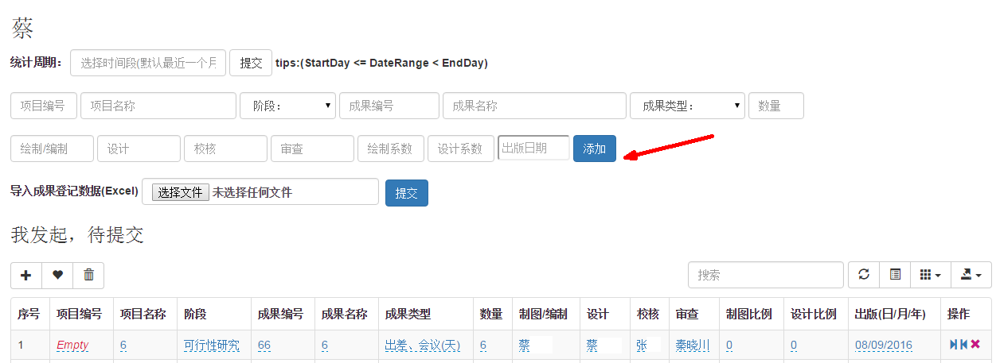 蔡
统计周期： 选择时间段(默认最近一个月 提交 tips:(StartDay <= DateRange < EndDay)
项目编号 项目名称 阶段： 成果编号 成果名称 成果类型： 数量
绘制/编制 设计 校核 审查 绘制系数 设计系数 出版日期 添加
导入成果登记数据(Excel) 选择文件 未选择任何文件 提交
我发起，待提交
搜索
序号 项目编号 项目名称 阶段 成果编号 成果名称 成果类型 数量 制图/编制 设计 校核 审查 制图比例 设计比例 出版(日/月/年) 操作
1 Empty 6 可行性研究 66 6 出差、会议(天) 6 蔡 蔡 张 秦晓川 0 0 08/09/2016